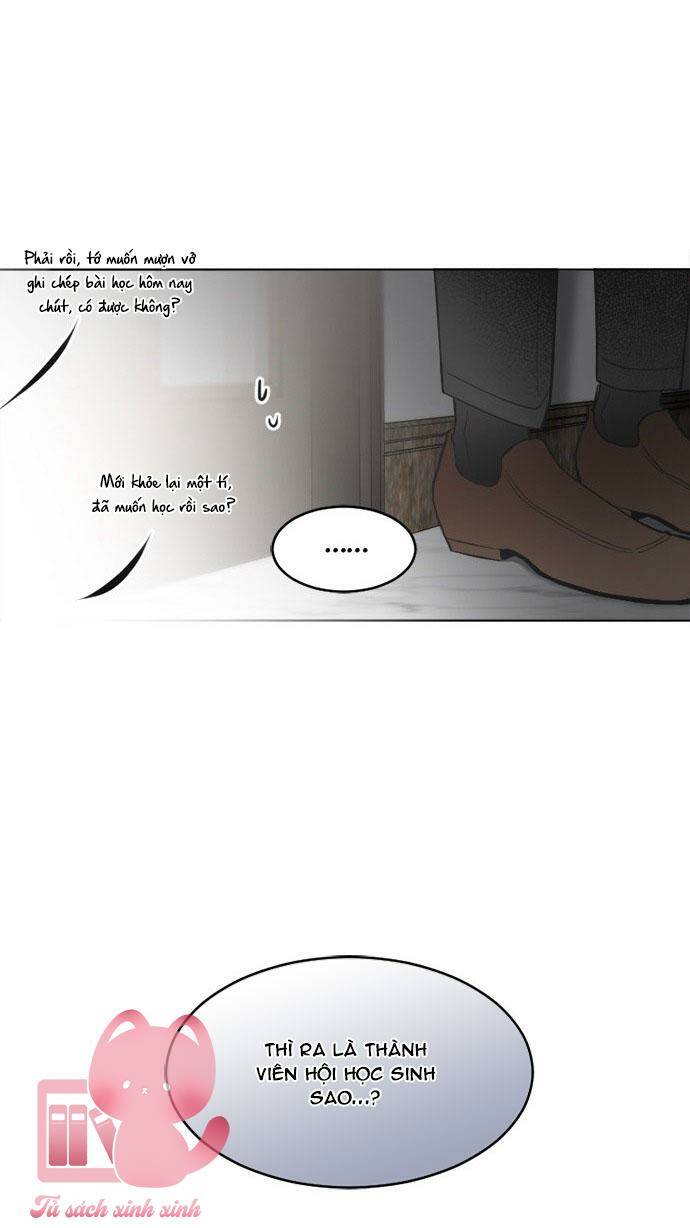 Phải rồi, tớ muốn mượn vở
ghi chép bài học hôm nay
chút, có được không?
Mới khỏe lại một tí,
đã muốn học rồi sao?
......
THÌ RA LÀ THÀNH
VIÊN HỘI HỌC SINH
SAO...?
Tủ sách xinh xinh